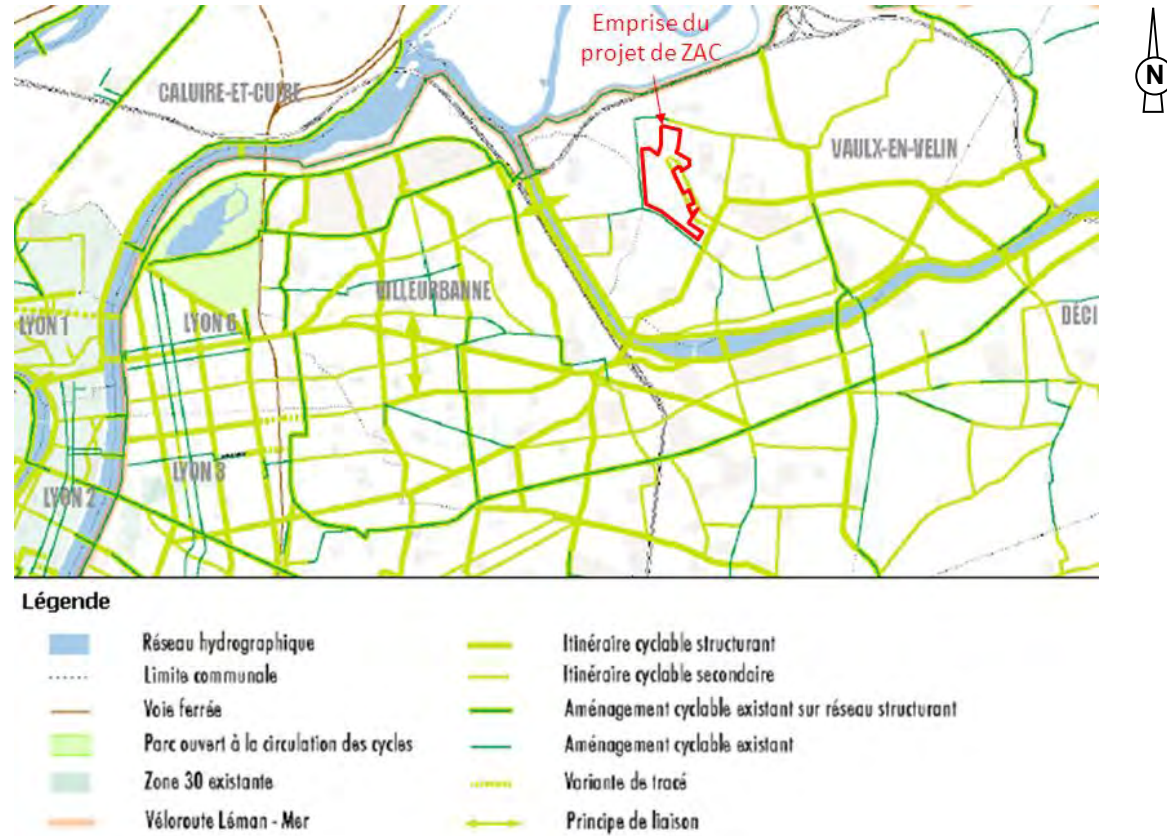 Emprise du
projet de ZAC
N
CALUIRE-ET-CUIRE
VAULX-EN-VELIN
VILLEURBANNE
LYON 1
LYON 6
DÉCI
LYON 3
LYON 2
Légende
Réseau hydrographique
Limite communale
Voie ferrée
Parc ouvert à la circulation des cycles
Zone 30 existante
Véloroute Léman - Mer
Itinéraire cyclable structurant
Itinéraire cyclable secondaire
Aménagement cyclable existant sur réseau structurant
Aménagement cyclable existant
Variante de tracé
Principe de liaison